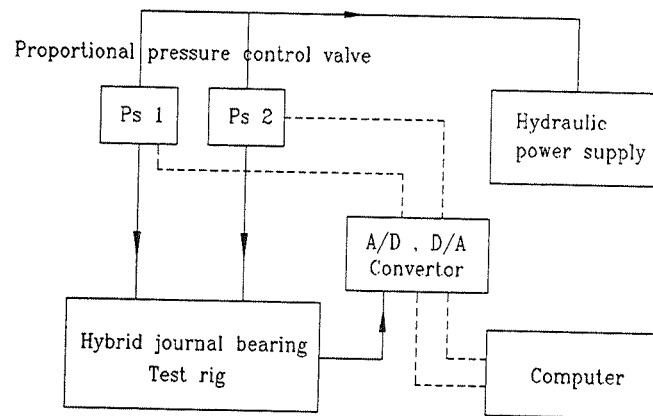 Proportional pressure control valve
Ps 1
Ps 2
Hydraulic
power supply
A/D , D/A
Convertor
Hybrid journal bearing
Test rig
Computer